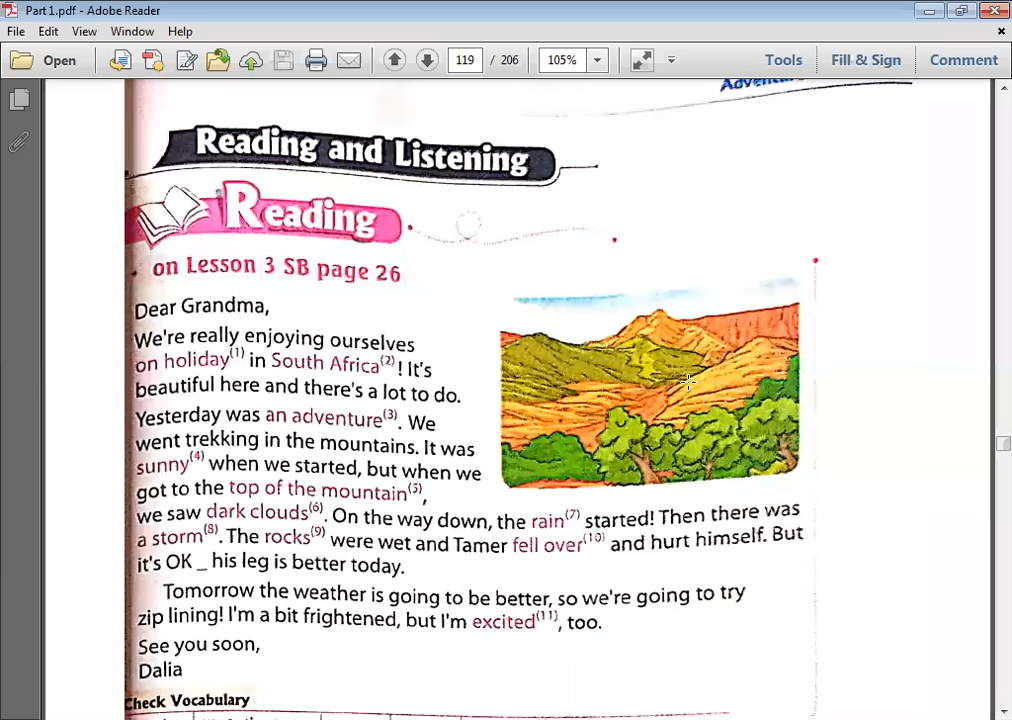 Part 1.pdf - Adobe Reader
File Edit View Window Help
Open 119 / 206 105% Tools Fill & Sign Comment
Reading and Listening
Reading
on Lesson 3 SB page 26
Dear Grandma,
We're really enjoying ourselves
on holiday(1) in South Africa(2)! It's
beautiful here and there's a lot to do.
Yesterday was an adventure(3). We
went trekking in the mountains. It was
sunny(4) when we started, but when we
got to the top of the mountain(5),
we saw dark clouds(6). On the way down, the rain(7) started! Then there was
a storm(8). The rocks(9) were wet and Tamer fell over(10) and hurt himself. But
it's OK _ his leg is better today.
Tomorrow the weather is going to be better, so we're going to try
zip lining! I'm a bit frightened, but I'm excited(11), too.
See you soon,
Dalia
Check Vocabulary